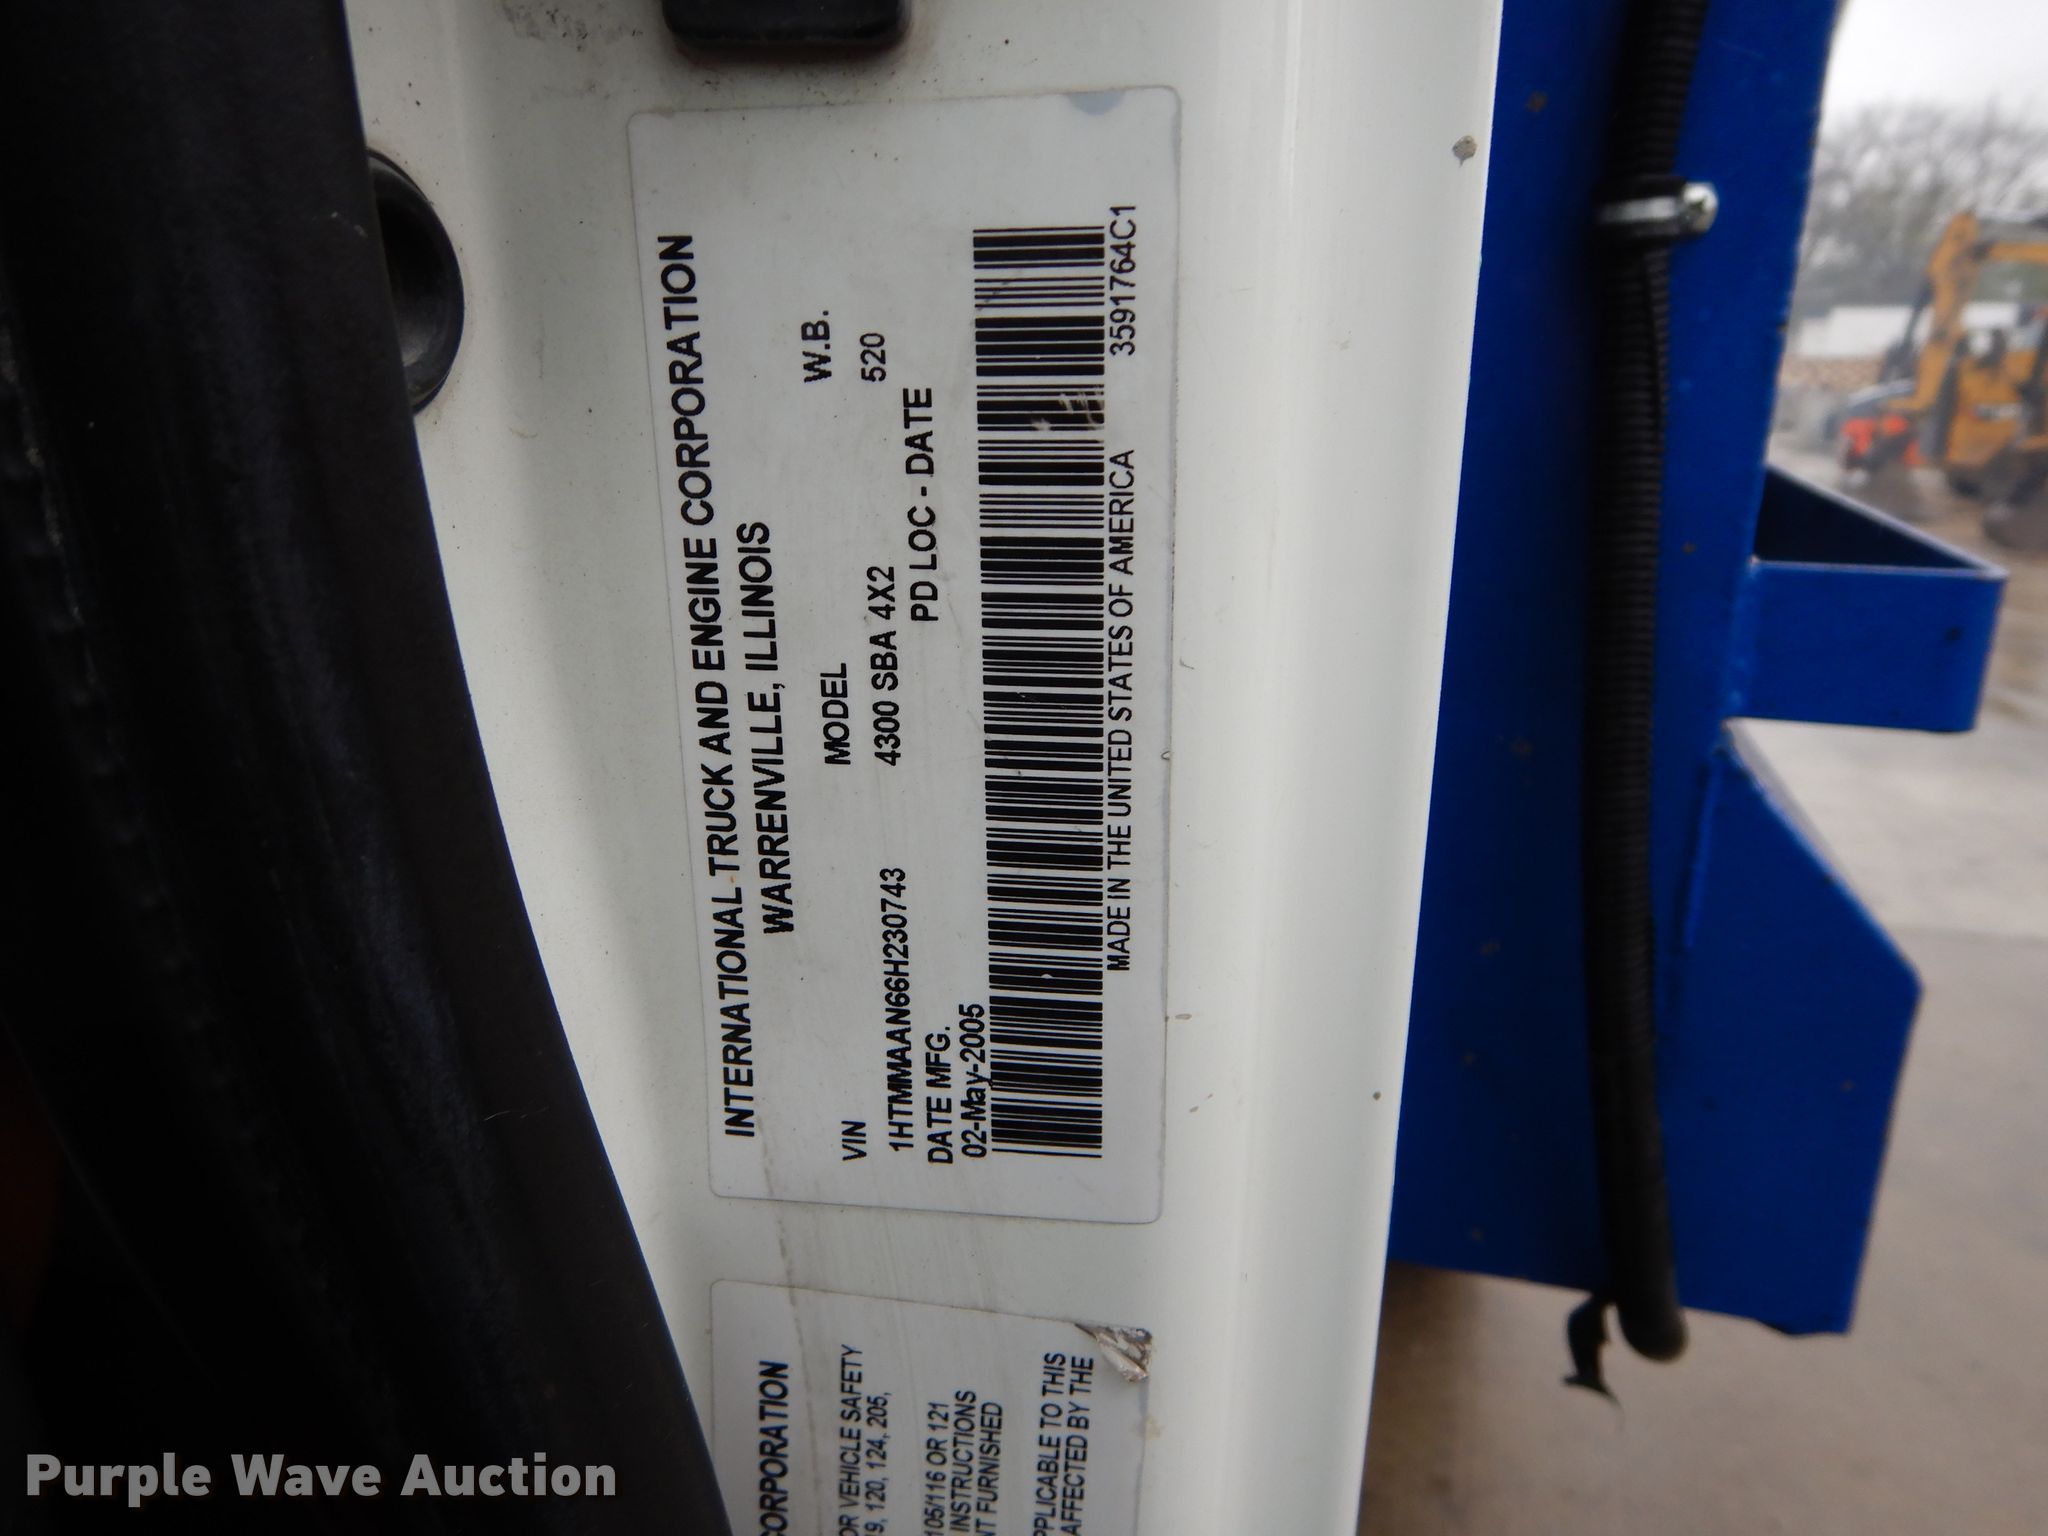 INTERNATIONAL TRUCK AND ENGINE CORPORATION
WARRENVILLE, ILLINOIS
VIN MODEL W.B.
1HTMMAAN66H230743 4300 SBA 4X2 520
DATE MFG. PD LOC - DATE
02-May-2005
MADE IN THE UNITED STATES OF AMERICA 3591764C1
CORPORATION
OR VEHICLE SAFETY
9, 120, 124, 205,
105/116 OR 121
INSTRUCTIONS
NT FURNISHED
PPLICABLE TO THIS
AFFECTED BY THE
Purple Wave Auction